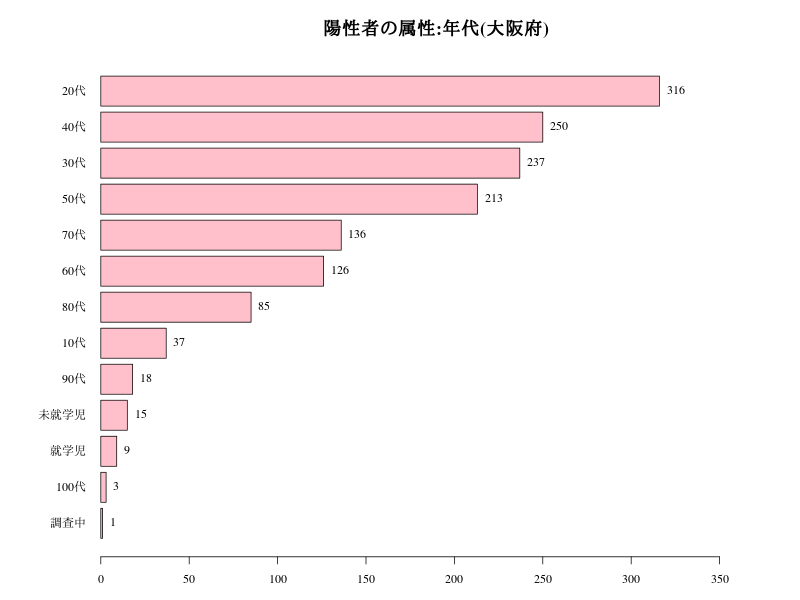 陽性者の属性:年代(大阪府)
20代 316
40代 250
30代 237
50代 213
70代 136
60代 126
80代 85
10代 37
90代 18
未就学児 15
就学児 9
100代 3
調査中 1
0 50 100 150 200 250 300 350